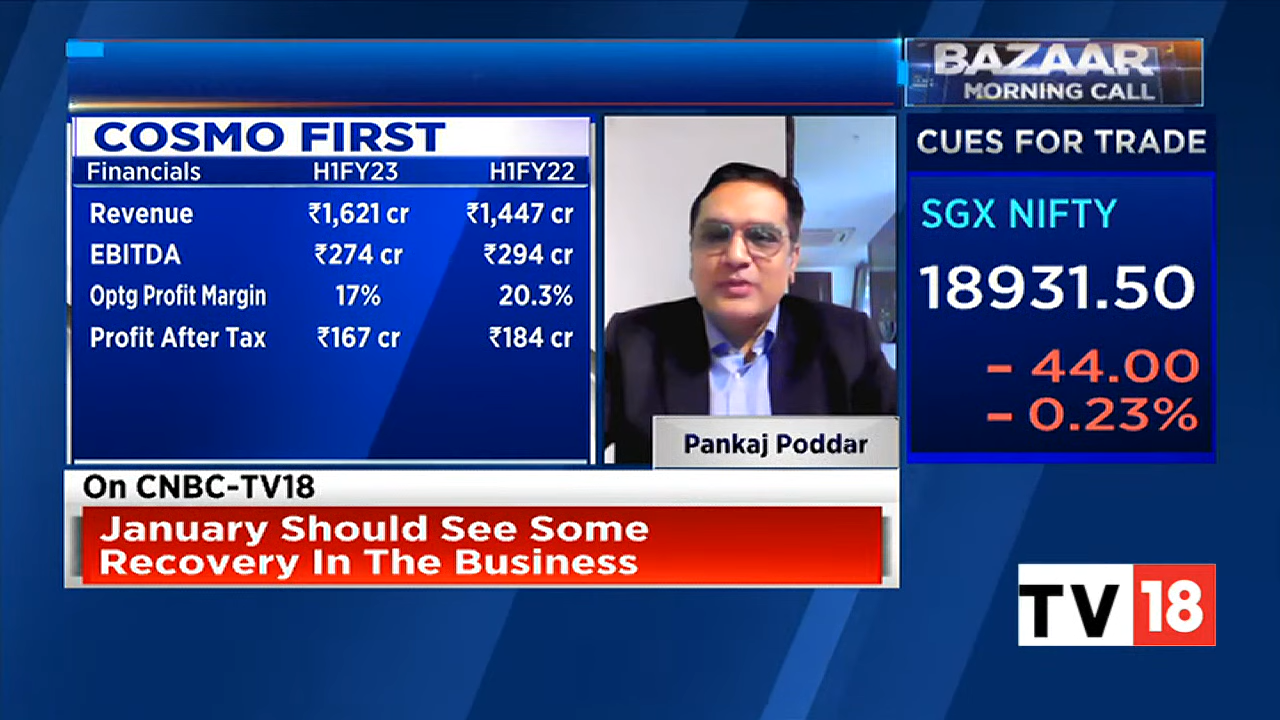 BAZAAR
MORNING CALL
COSMO FIRST
Financials H1FY23 H1FY22
Revenue ₹1,621 cr ₹1,447 cr
EBITDA ₹274 cr ₹294 cr
Optg Profit Margin 17% 20.3%
Profit After Tax ₹167 cr ₹184 cr
Pankaj Poddar
CUES FOR TRADE
SGX NIFTY
18931.50
- 44.00
- 0.23%
On CNBC-TV18
January Should See Some
Recovery In The Business
TV18